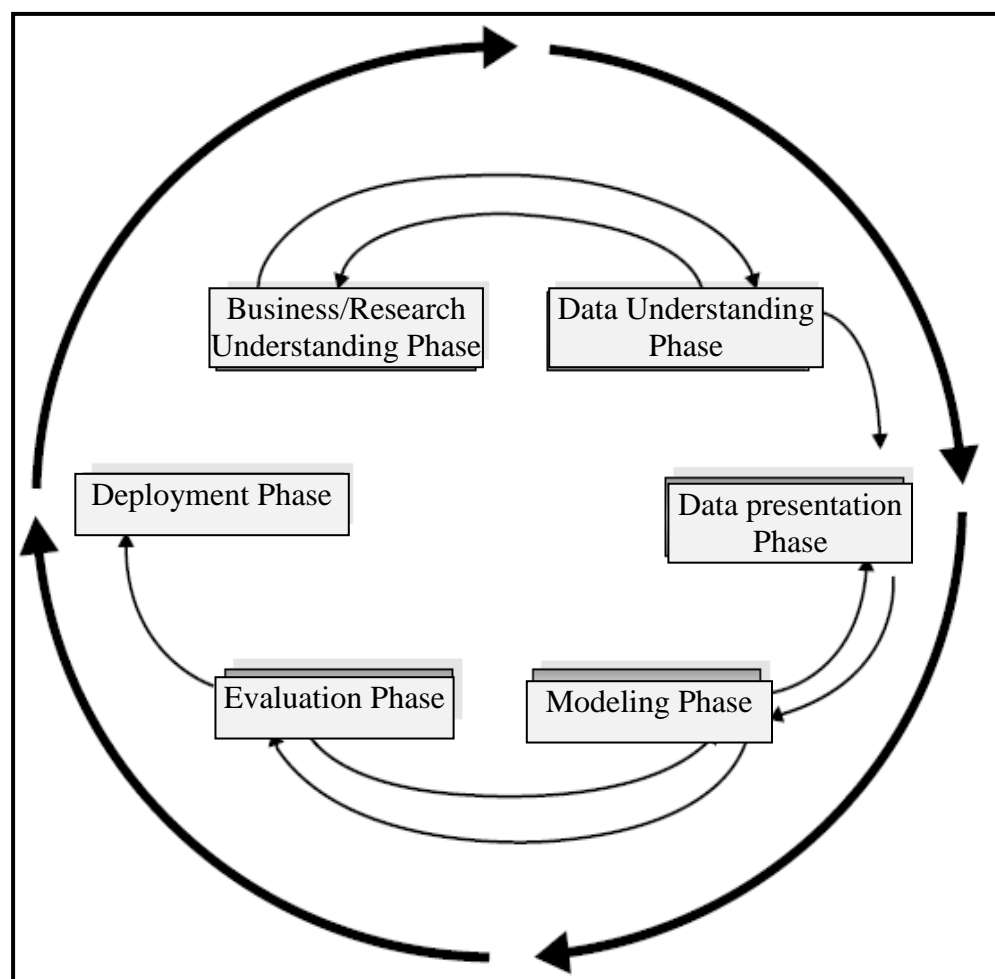 Business/Research
Understanding Phase
Data Understanding
Phase
Deployment Phase
Data presentation
Phase
Evaluation Phase
Modeling Phase